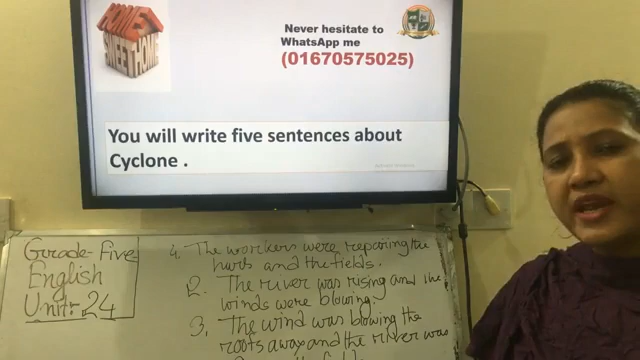 HOME
SWEET HOME
Never hesitate to
WhatsApp me
(01670575025)
You will write five sentences about
Cyclone .
Grade-Five
English
Unit: 24
1. The workers were repairing the
huts and the fields.
2. The river was rising and the
winds were blowing.
3. The wind was blowing the
roots away and the river was